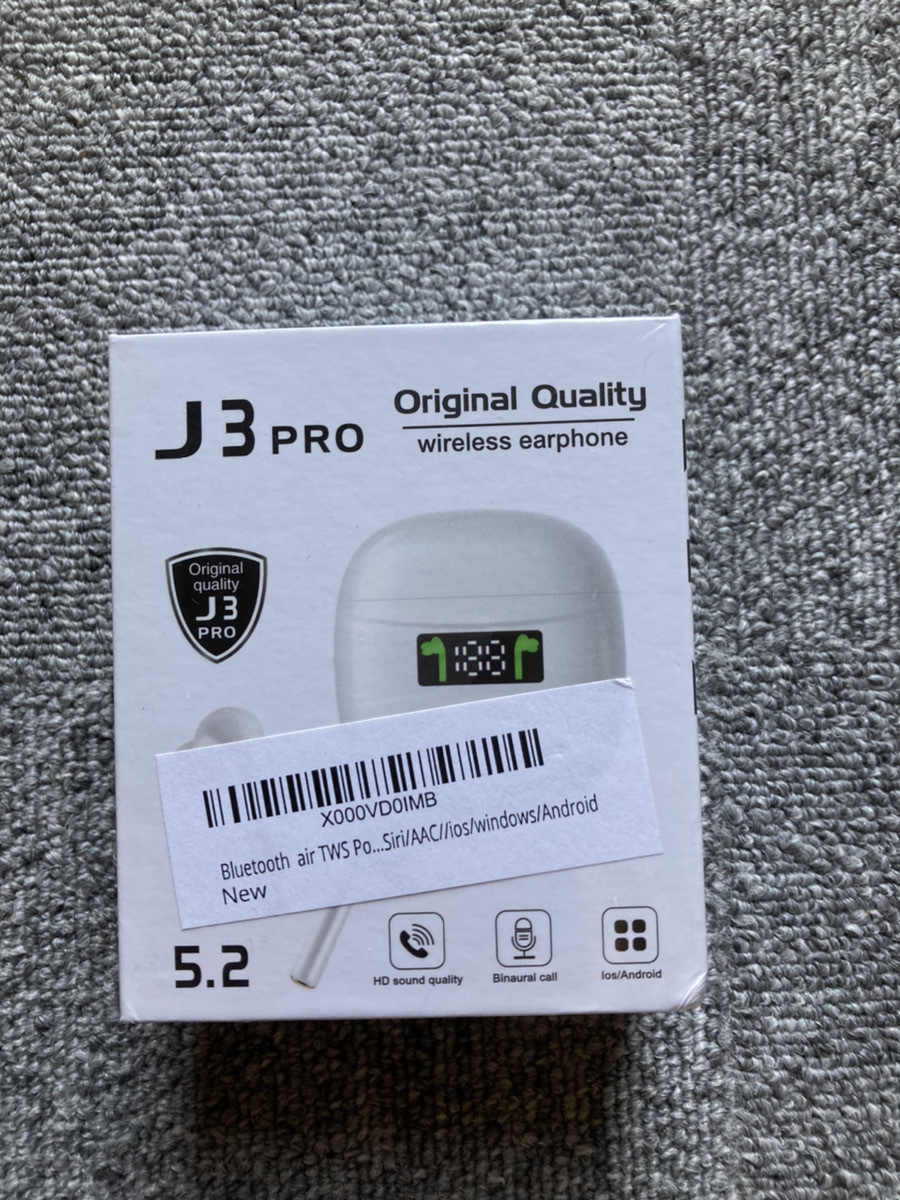 J3 PRO
Original Quality
wireless earphone
Original
quality
J3
PRO
188
X000VD0IMB
Bluetooth air TWS Po...Siri/AAC//ios/windows/Android
New
5.2
HD sound quality
Binaural call
Ios/Android